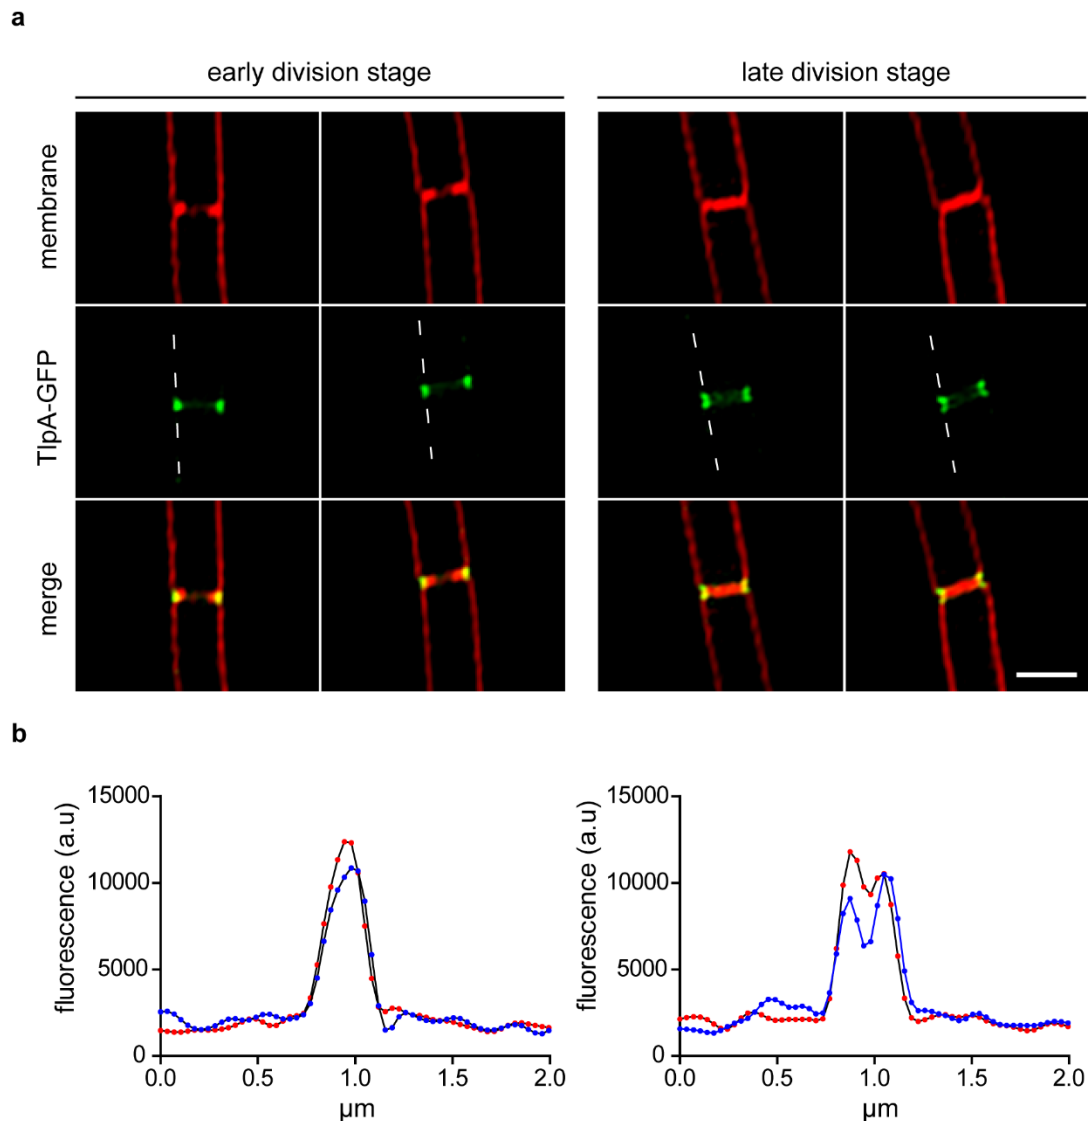 a
early division stage
late division stage
membrane
TlpA-GFP
merge
b
fluorescence (a.u)
15000
10000
5000
0
0.0 0.5 1.0 1.5 2.0
µm
fluorescence (a.u)
15000
10000
5000
0
0.0 0.5 1.0 1.5 2.0
µm